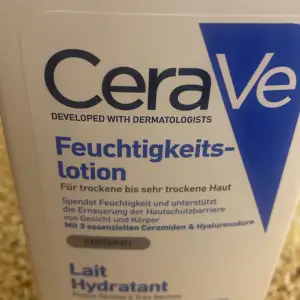 CeraVe
DEVELOPED WITH DERMATOLOGISTS
Feuchtigkeits-
lotion
Für trockene bis sehr trockene Haut
Spendet Feuchtigkeit und unterstützt
die Erneuerung der Hautschutzbarriere
von Gesicht und Körper
Mit 3 essenziellen Ceramiden & Hyaluronsäure
Lait
Hydratant